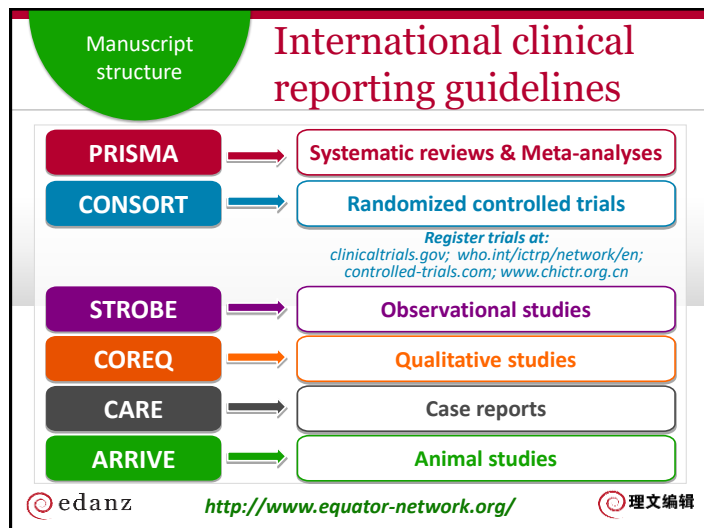 Manuscript
structure
International clinical
reporting guidelines
PRISMA
Systematic reviews & Meta-analyses
CONSORT
Randomized controlled trials
Register trials at:
clinicaltrials.gov; who.int/ictrp/network/en;
controlled-trials.com; www.chictr.org.cn
STROBE
Observational studies
COREQ
Qualitative studies
CARE
Case reports
ARRIVE
Animal studies
edanz
http://www.equator-network.org/
理文编辑